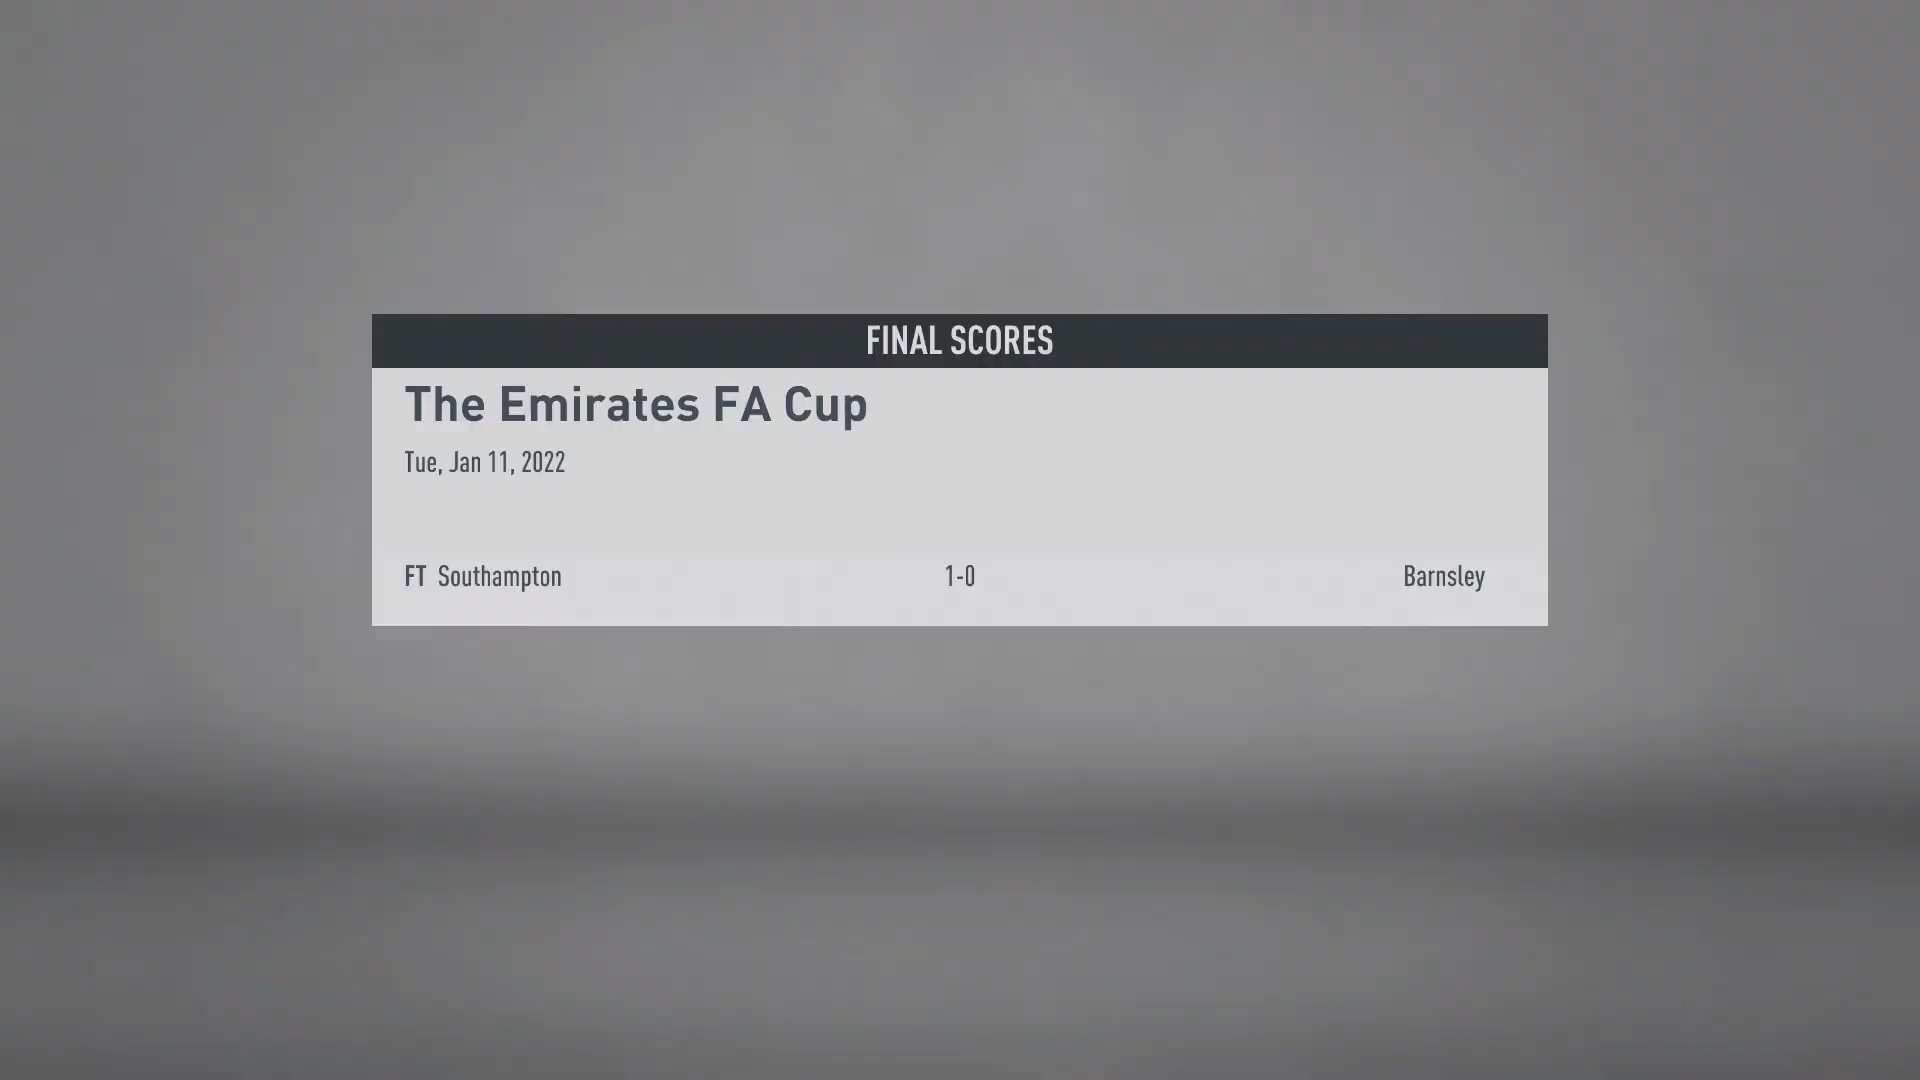 FINAL SCORES
The Emirates FA Cup
Tue, Jan 11, 2022
FT Southampton 1-0 Barnsley